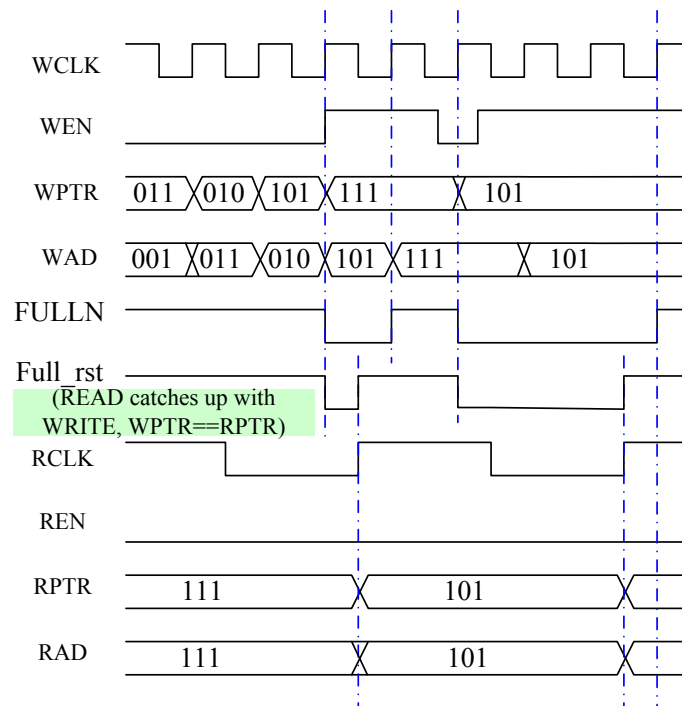 WCLK
WEN
WPTR 011 010 101 111 101
WAD 001 011 010 101 111 101
FULLN
Full_rst
(READ catches up with
WRITE, WPTR==RPTR)
RCLK
REN
RPTR 111 101
RAD 111 101